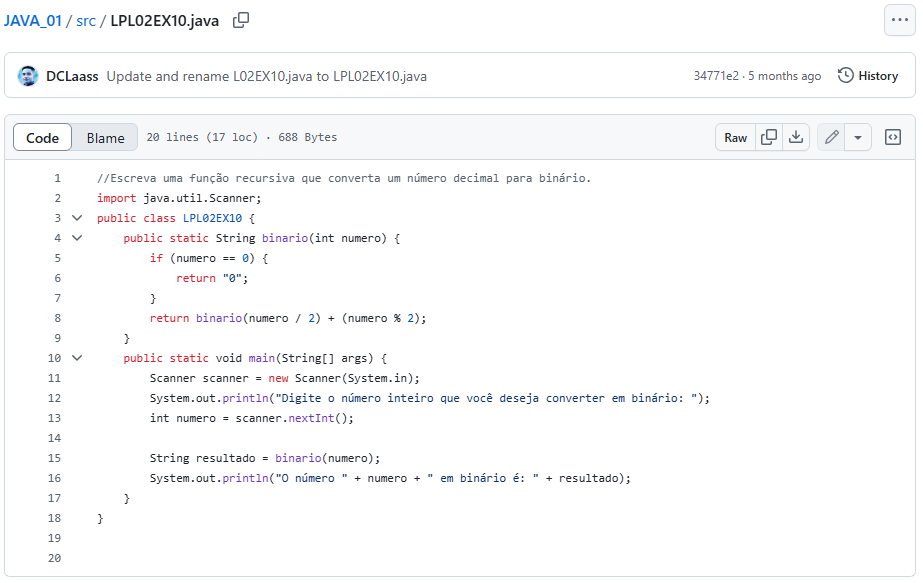 JAVA_01 / src / LPL02EX10.java
DCLaass Update and rename L02EX10.java to LPL02EX10.java 34771e2 · 5 months ago History
Code Blame 20 lines (17 loc) · 688 Bytes Raw
1 //Escreva uma função recursiva que converta um número decimal para binário.
2 import java.util.Scanner;
3 public class LPL02EX10 {
4 public static String binario(int numero) {
5 if (numero == 0) {
6 return "0";
7 }
8 return binario(numero / 2) + (numero % 2);
9 }
10 public static void main(String[] args) {
11 Scanner scanner = new Scanner(System.in);
12 System.out.println("Digite o número inteiro que você deseja converter em binário: ");
13 int numero = scanner.nextInt();
14
15 String resultado = binario(numero);
16 System.out.println("O número " + numero + " em binário é: " + resultado);
17 }
18 }
19
20